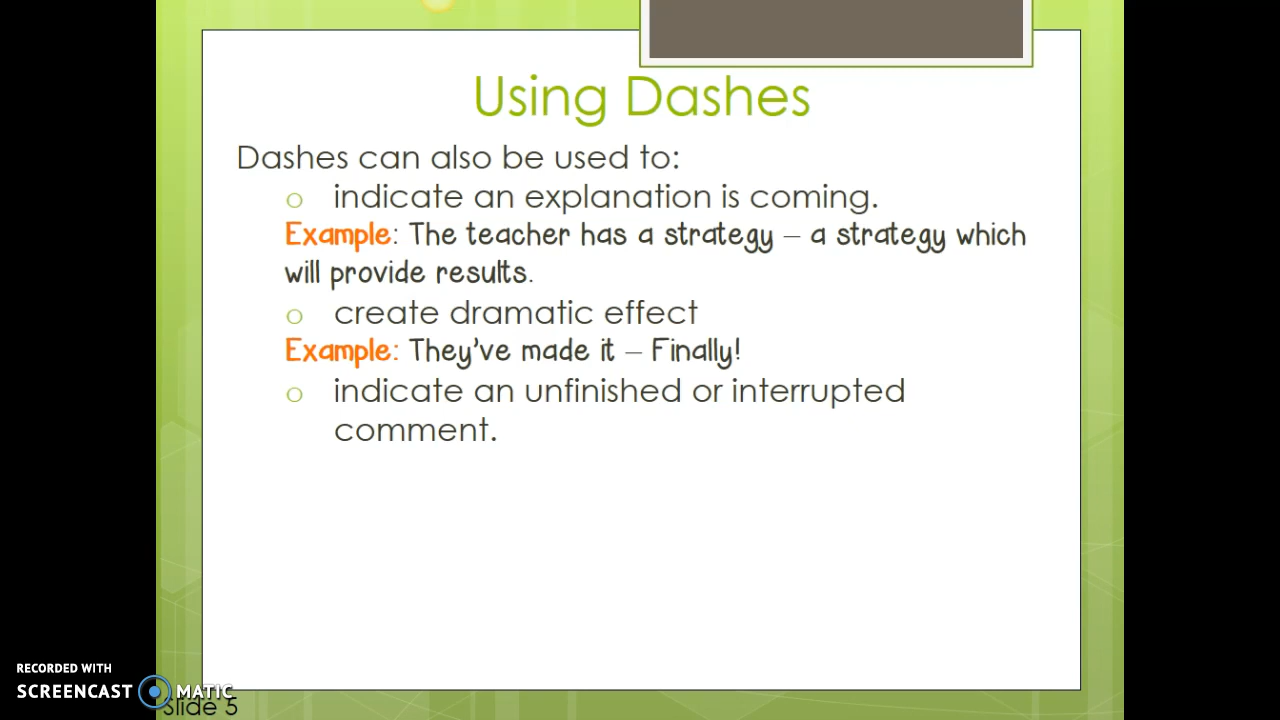 Using Dashes
Dashes can also be used to:
o indicate an explanation is coming.
Example: The teacher has a strategy – a strategy which
will provide results.
o create dramatic effect
Example: They've made it – Finally!
o indicate an unfinished or interrupted
comment.
RECORDED WITH
SCREENCAST MATIC
Slide 5